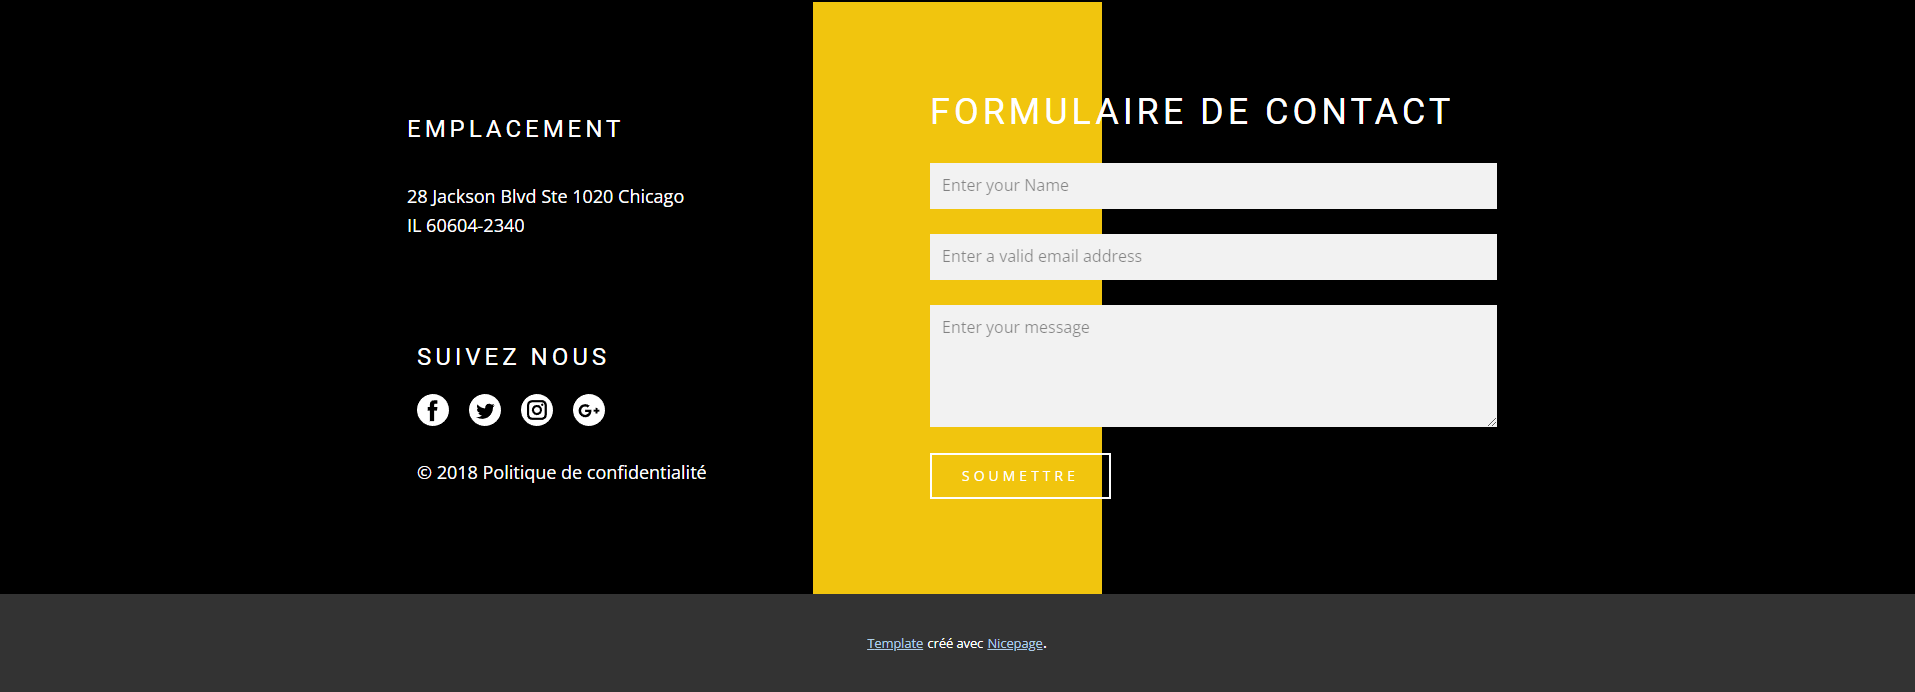 EMPLACEMENT
28 Jackson Blvd Ste 1020 Chicago
IL 60604-2340
SUIVEZ NOUS
© 2018 Politique de confidentialité
FORMULAIRE DE CONTACT
Enter your Name
Enter a valid email address
Enter your message
SOUMETTRE
Template créé avec Nicepage.